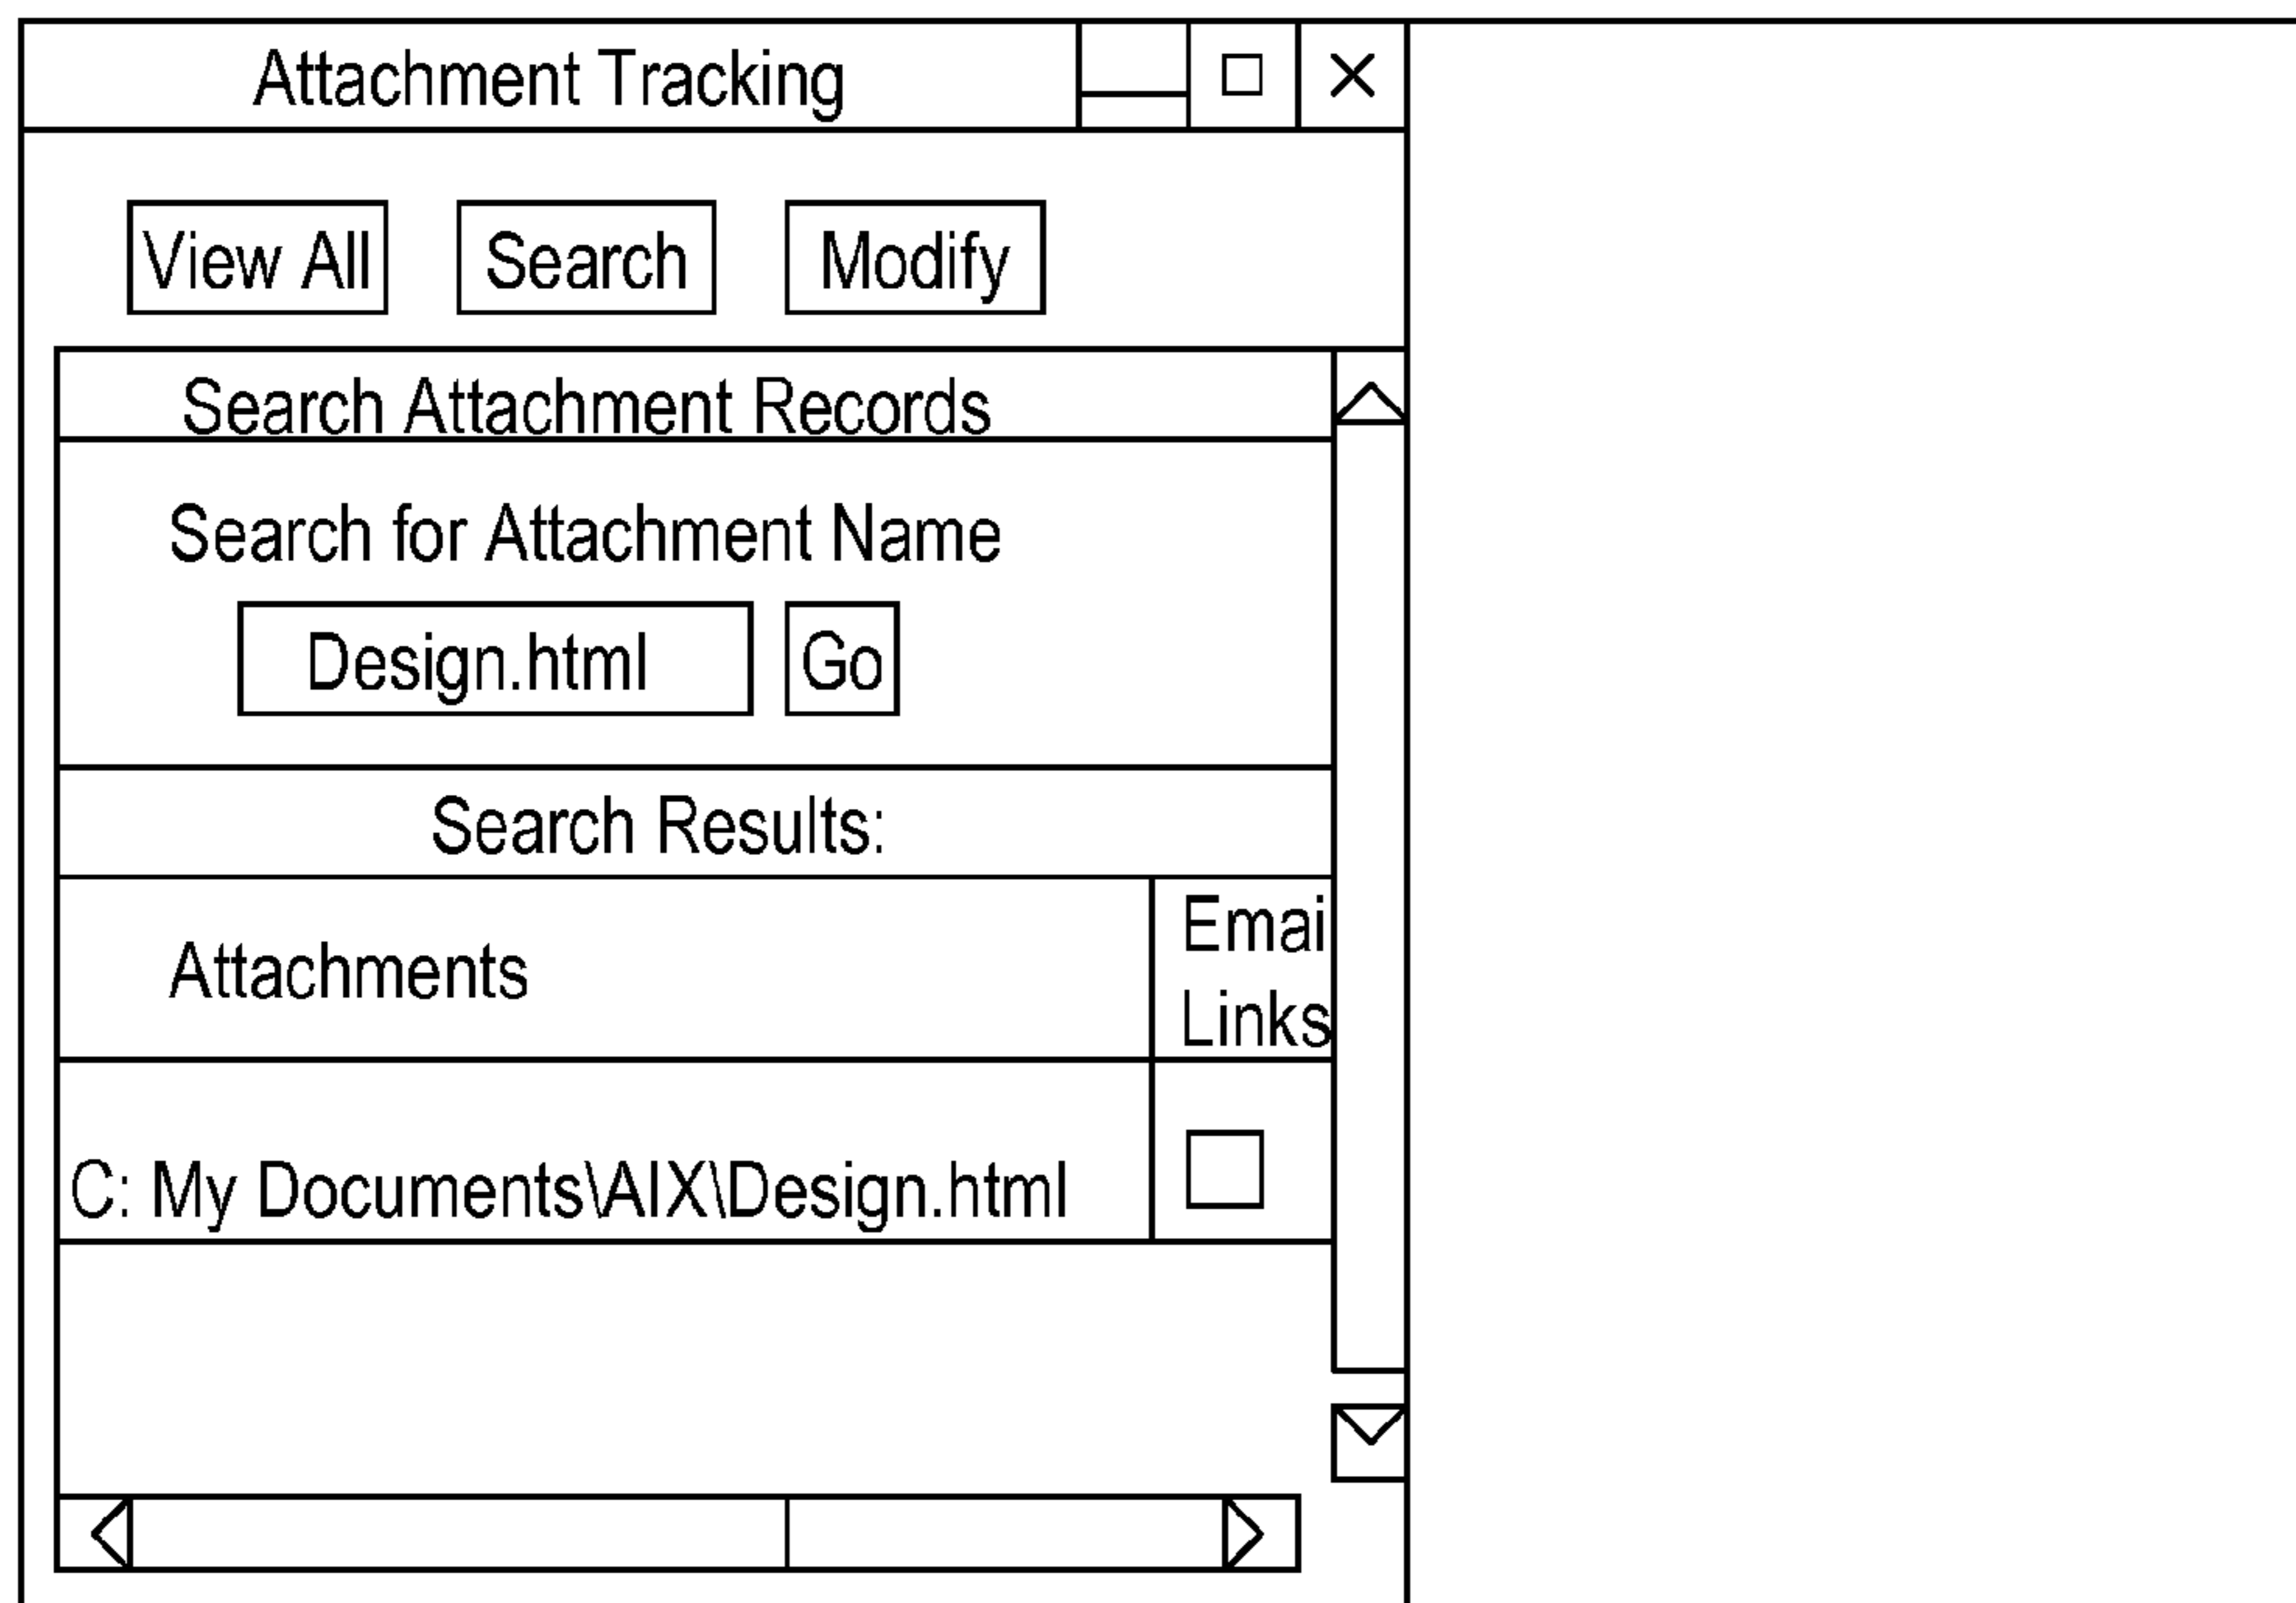 Attachment Tracking
View All Search Modify
Search Attachment Records
Search for Attachment Name
Design.html Go
Search Results:
Attachments
Emai
Links
C: My Documents\AIX\Design.html